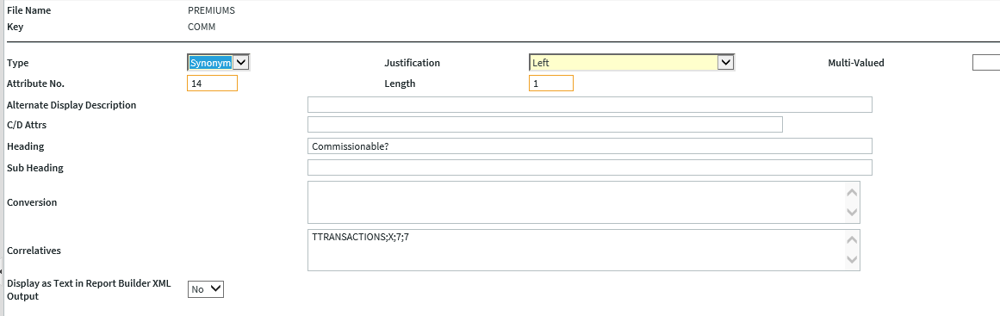 File Name PREMIUMS
Key COMM
Type Synonym Justification Left Multi-Valued
Attribute No. 14 Length 1
Alternate Display Description
C/D Attrs
Heading Commissionable?
Sub Heading
Conversion
Correlatives TTRANSACTIONS;X;7;7
Display as Text in Report Builder XML
Output No